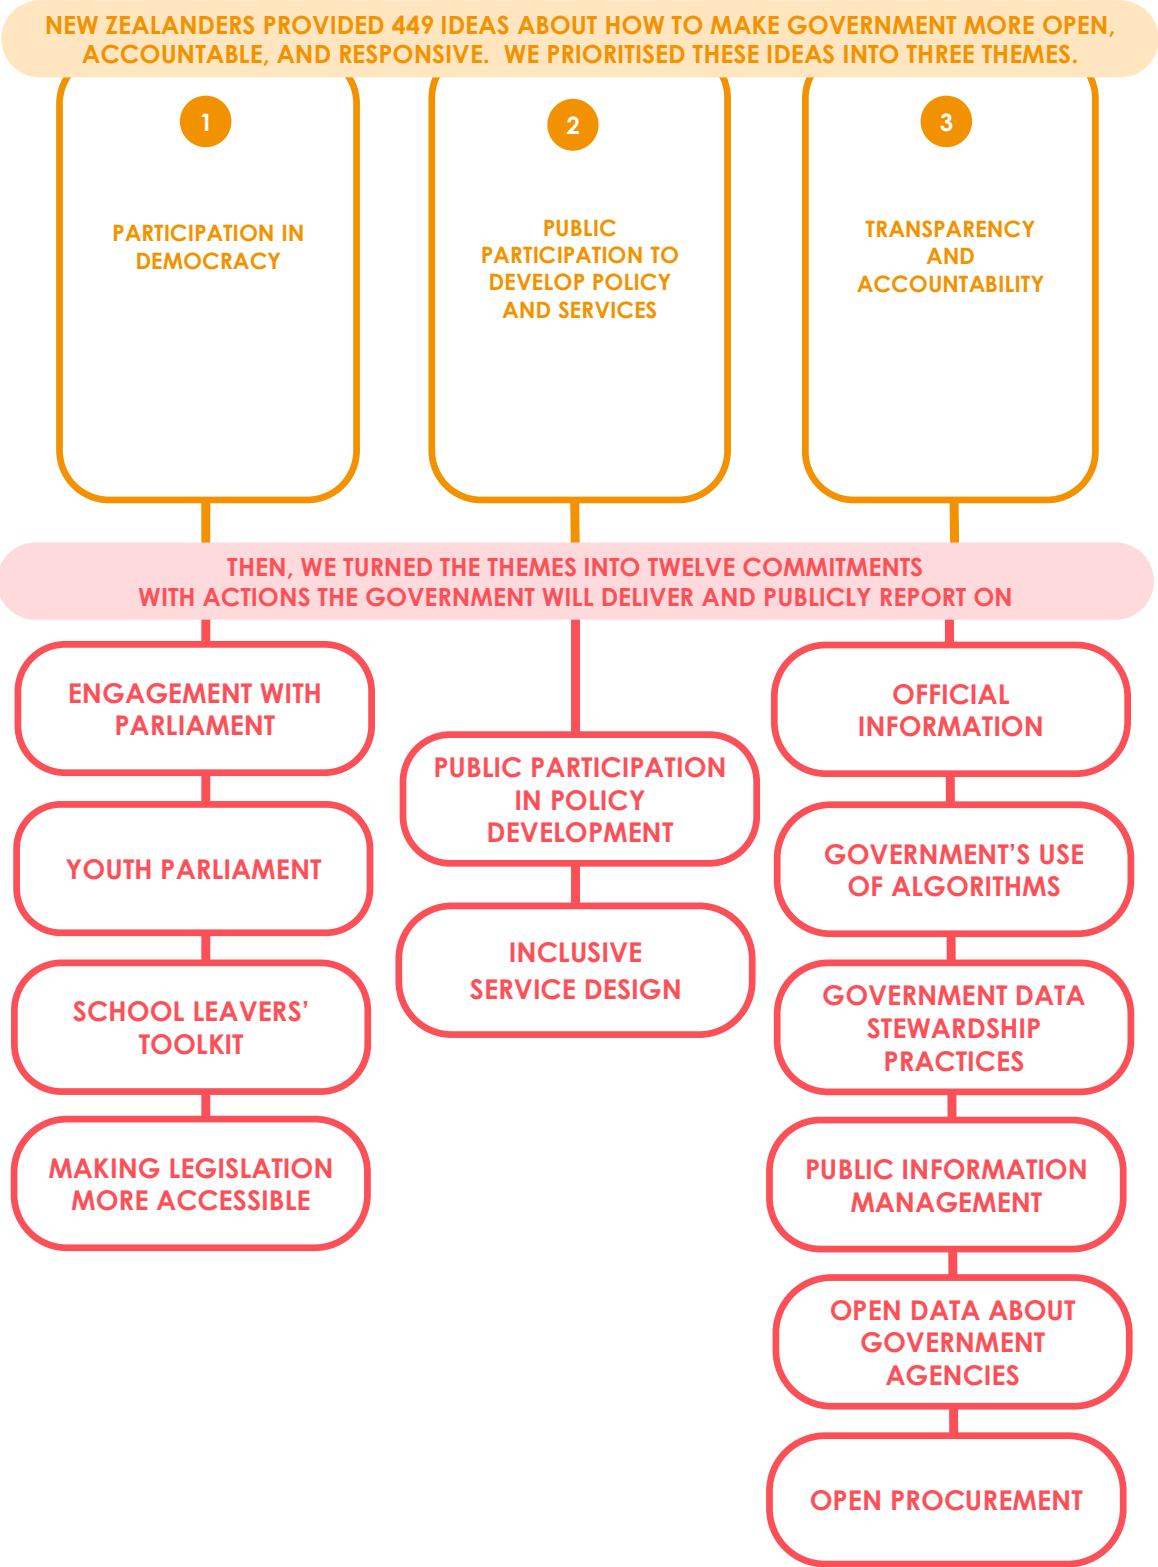 NEW ZEALANDERS PROVIDED 449 IDEAS ABOUT HOW TO MAKE GOVERNMENT MORE OPEN,
ACCOUNTABLE, AND RESPONSIVE.  WE PRIORITISED THESE IDEAS INTO THREE THEMES.
1
PARTICIPATION IN
DEMOCRACY
2
PUBLIC
PARTICIPATION TO
DEVELOP POLICY
AND SERVICES
3
TRANSPARENCY
AND
ACCOUNTABILITY
THEN, WE TURNED THE THEMES INTO TWELVE COMMITMENTS
WITH ACTIONS THE GOVERNMENT WILL DELIVER AND PUBLICLY REPORT ON
ENGAGEMENT WITH
PARLIAMENT
YOUTH PARLIAMENT
SCHOOL LEAVERS’
TOOLKIT
MAKING LEGISLATION
MORE ACCESSIBLE
PUBLIC PARTICIPATION
IN POLICY
DEVELOPMENT
INCLUSIVE
SERVICE DESIGN
OFFICIAL
INFORMATION
GOVERNMENT’S USE
OF ALGORITHMS
GOVERNMENT DATA
STEWARDSHIP
PRACTICES
PUBLIC INFORMATION
MANAGEMENT
OPEN DATA ABOUT
GOVERNMENT
AGENCIES
OPEN PROCUREMENT